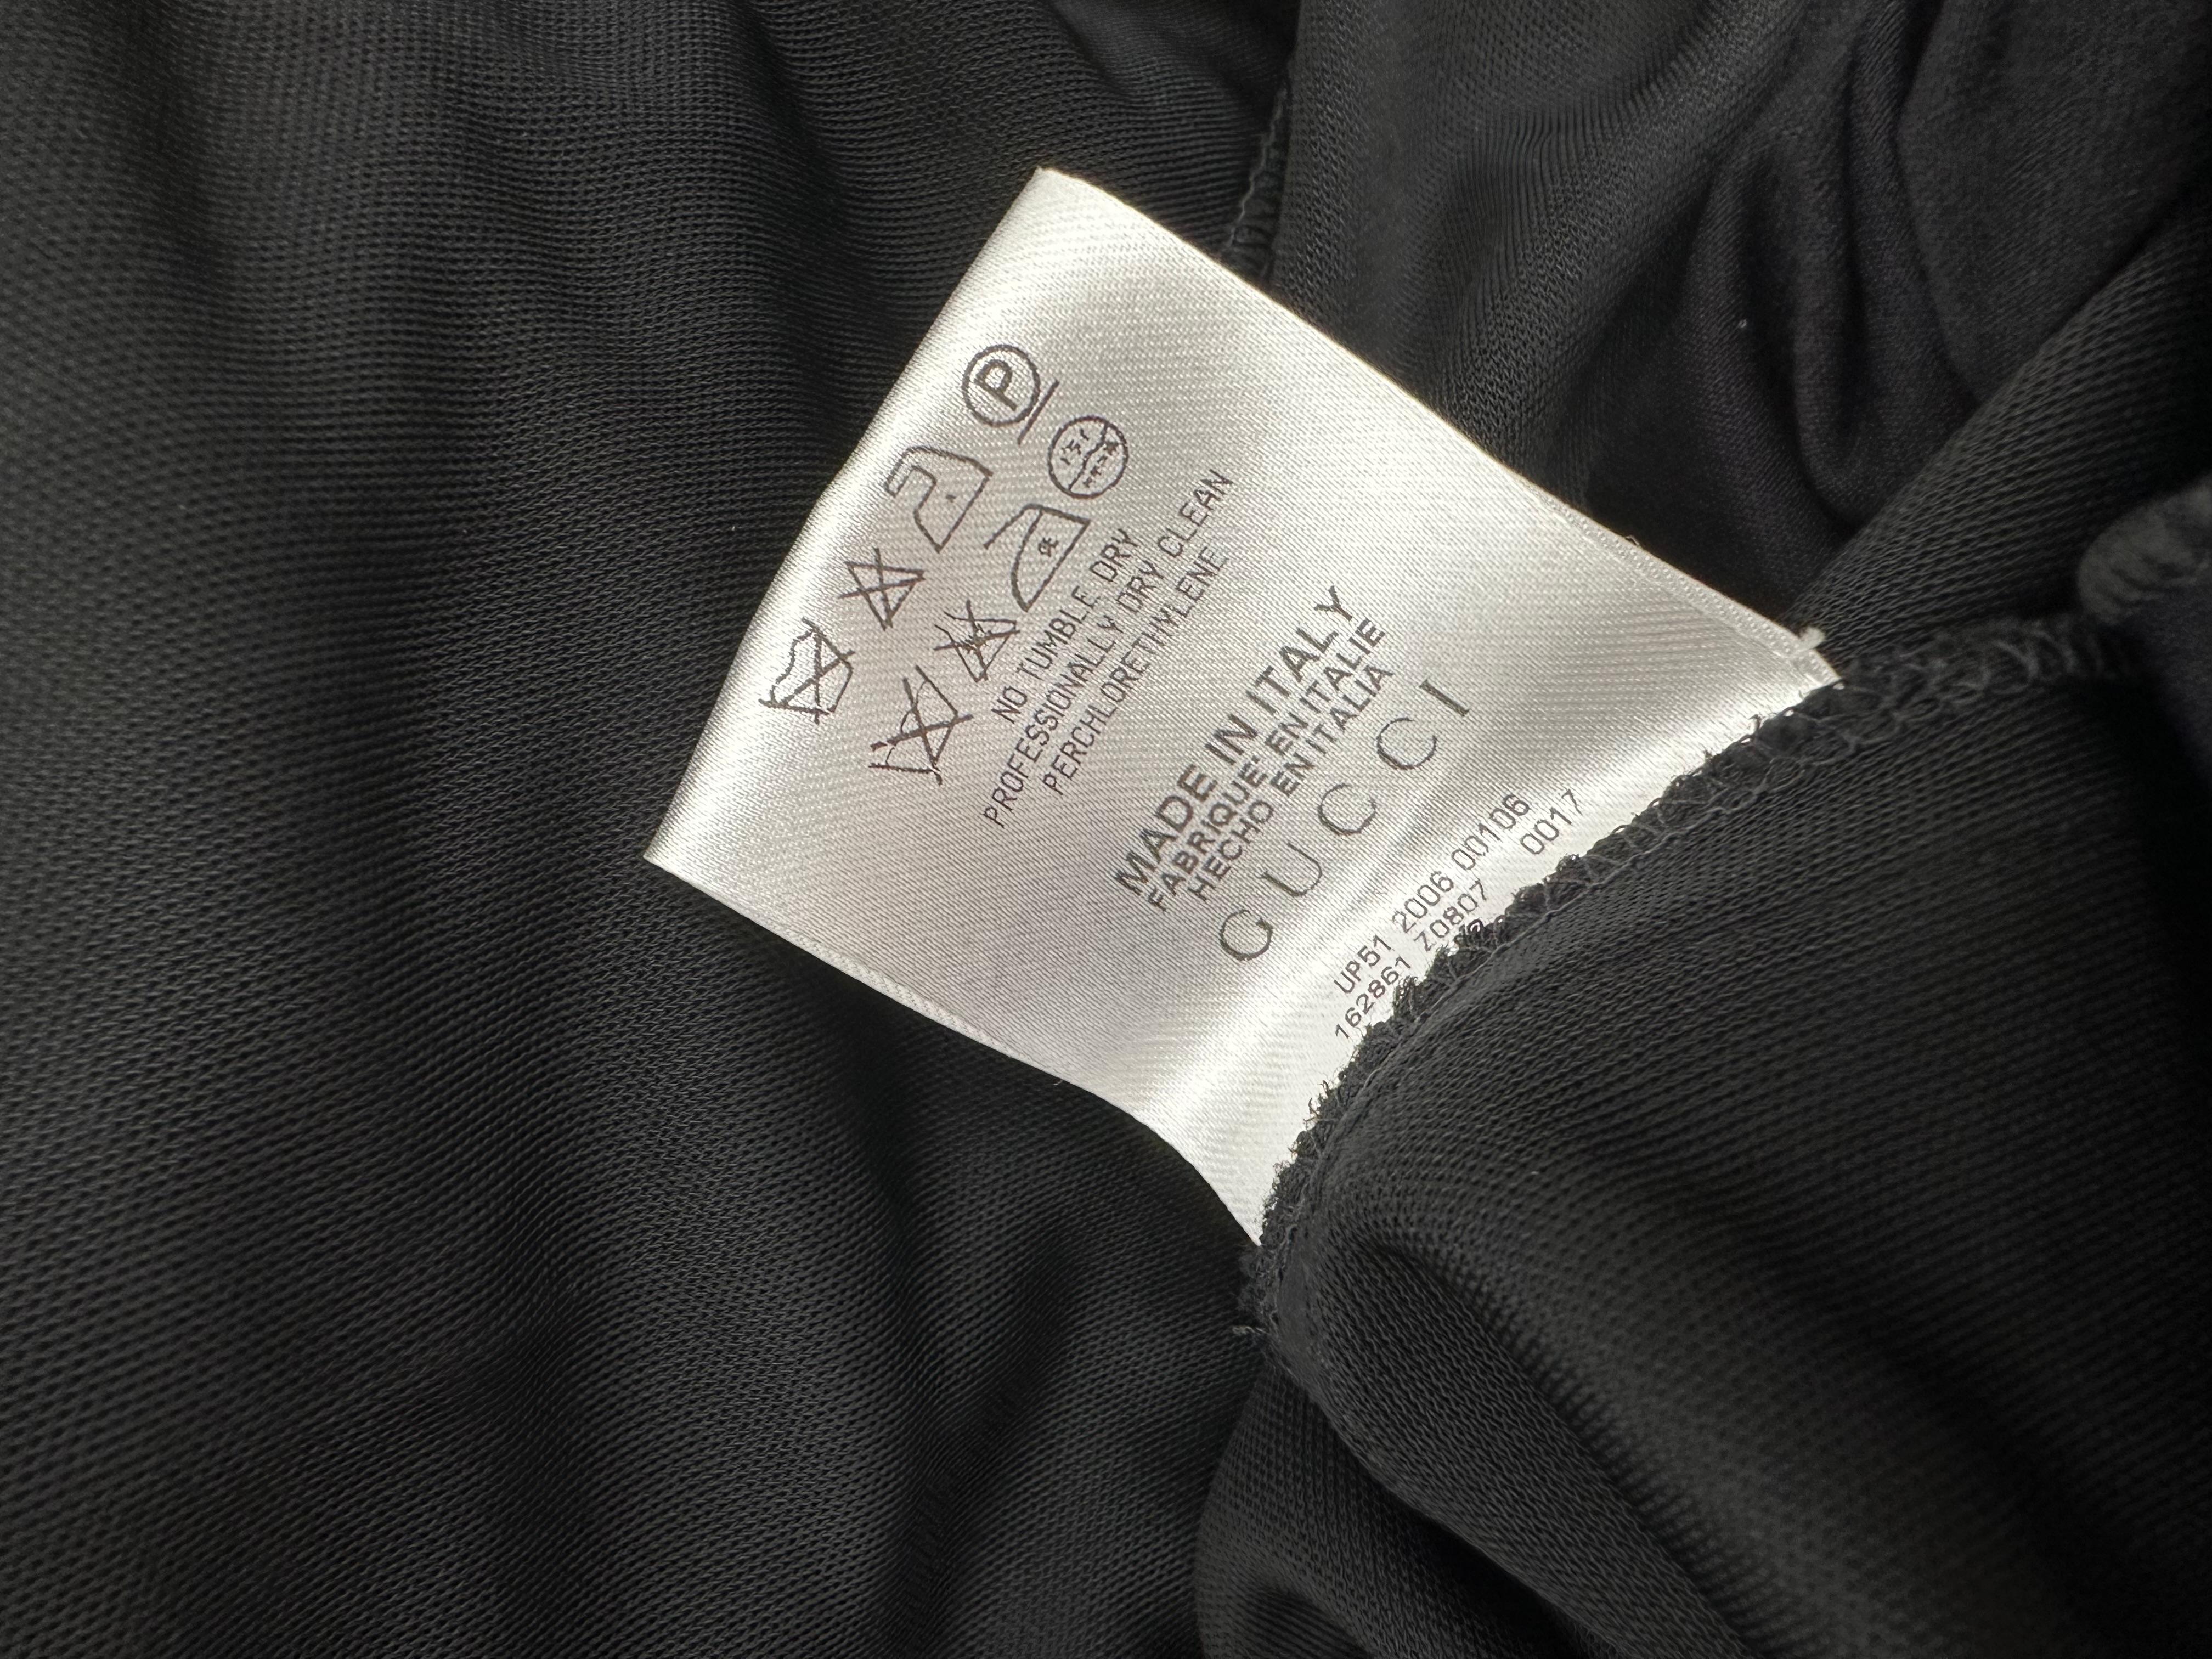 P
NO TUMBLE DRY
PROFESSIONALLY DRY CLEAN
PERCHLORETHYLENE
MADE IN ITALY
FABRIQUE' EN ITALIE
HECHO EN ITALIA
GUCCI
UP51 2006 00106
162861 Z0807 0017